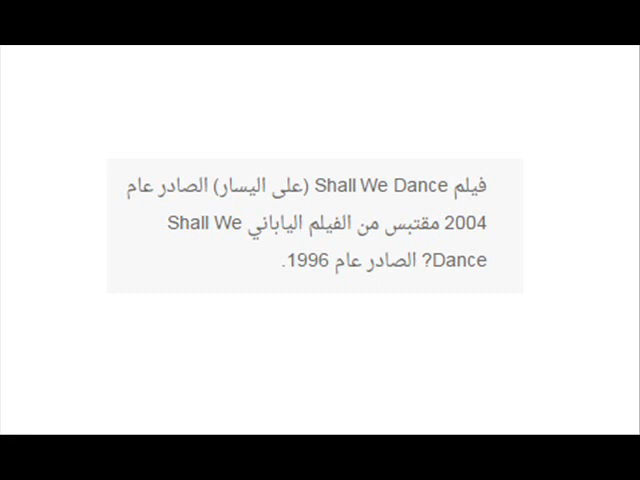 فيلم Shall We Dance (على اليسار) الصادر عام
2004 مقتبس من الفيلم الياباني Shall We
Dance? الصادر عام 1996.